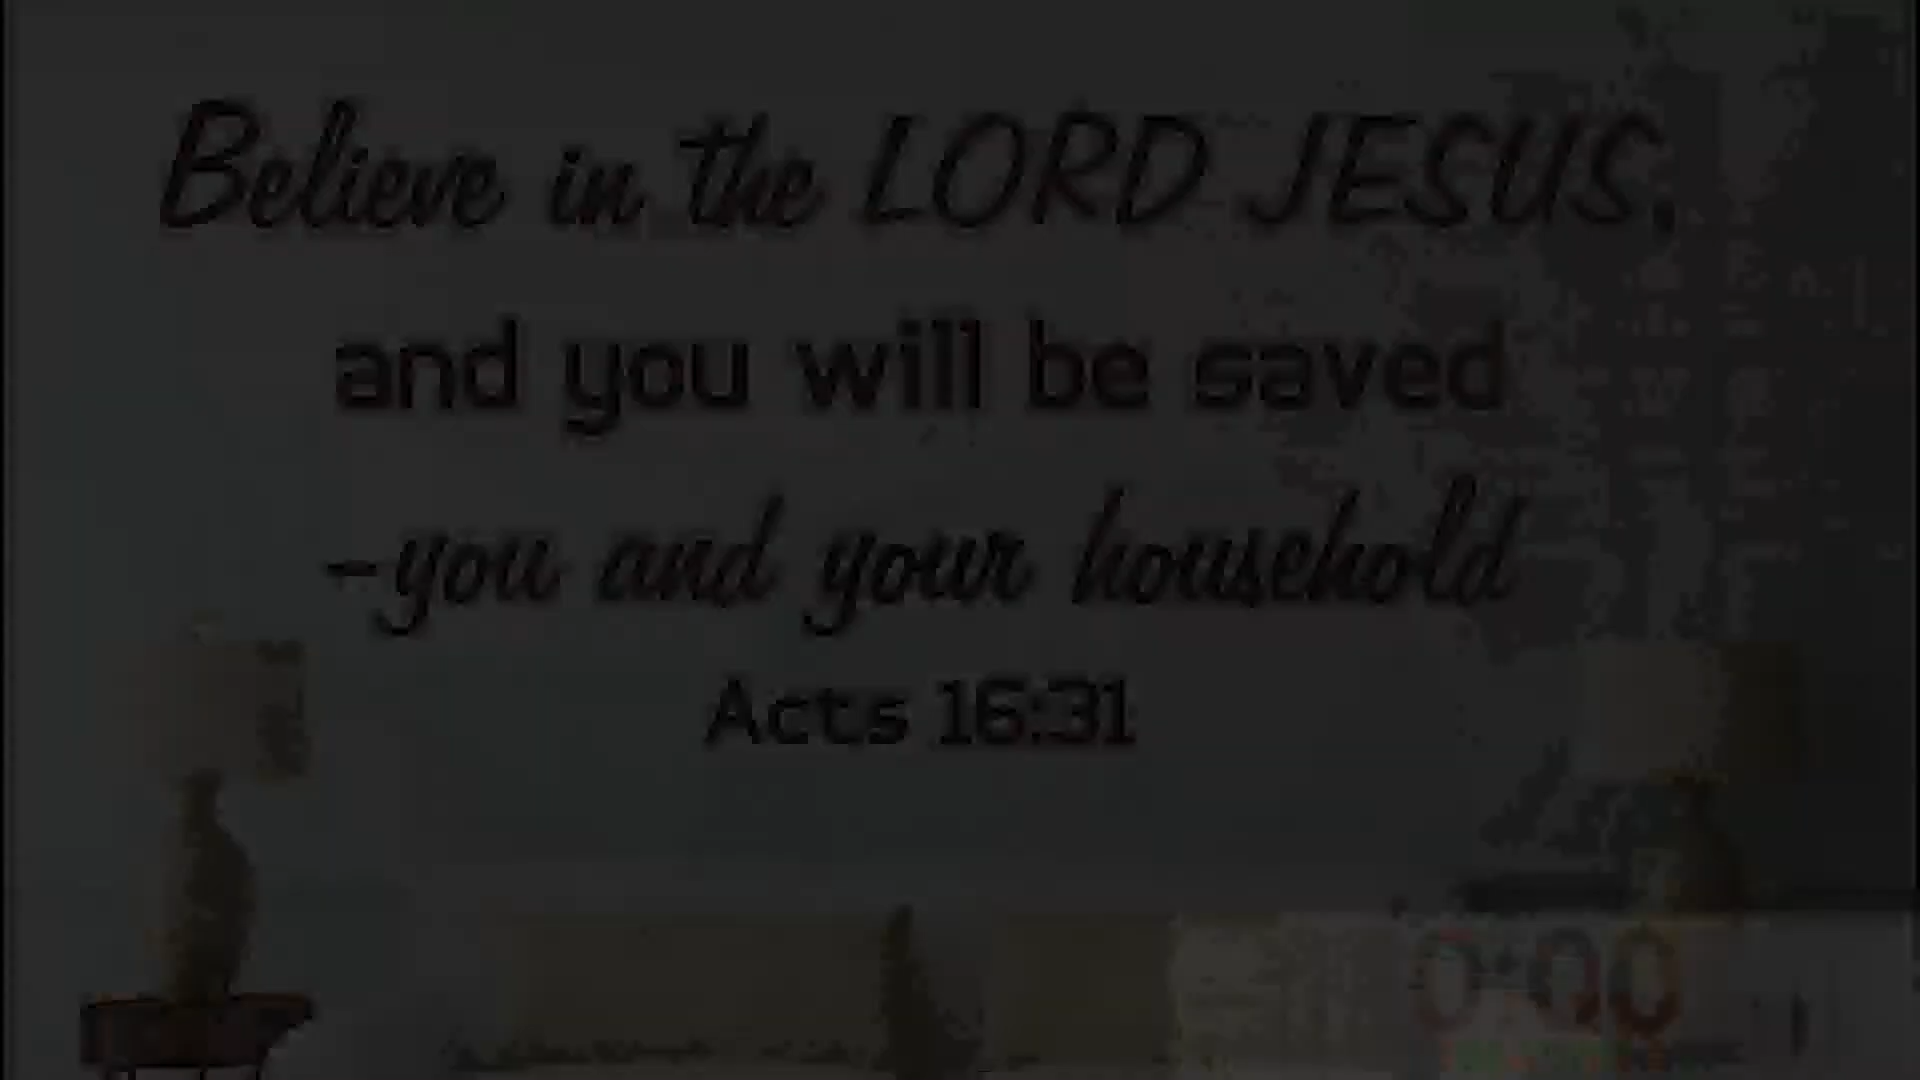 Believe in the LORD JESUS,
and you will be saved
-you and your household
Acts 16:31
0:00